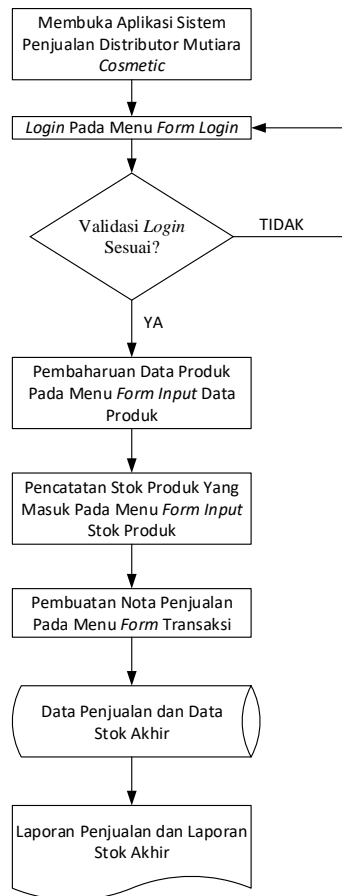 Membuka Aplikasi Sistem
Penjualan Distributor Mutiara
Cosmetic
Login Pada Menu Form Login
Validasi Login
Sesuai?
TIDAK
YA
Pembaharuan Data Produk
Pada Menu Form Input Data
Produk
Pencatatan Stok Produk Yang
Masuk Pada Menu Form Input
Stok Produk
Pembuatan Nota Penjualan
Pada Menu Form Transaksi
Data Penjualan dan Data
Stok Akhir
Laporan Penjualan dan Laporan
Stok Akhir